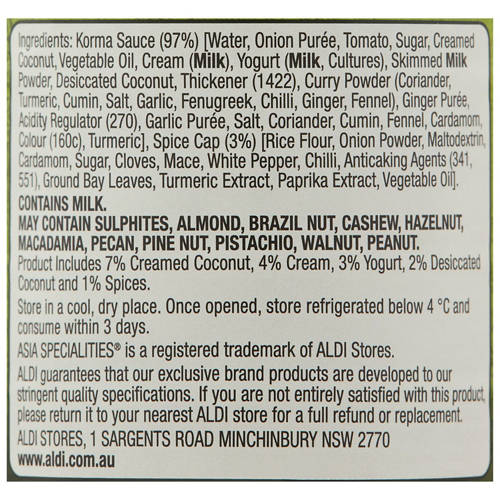 Ingredients: Korma Sauce (97%) [Water, Onion Purée, Tomato, Sugar, Creamed
Coconut, Vegetable Oil, Cream (Milk), Yogurt (Milk, Cultures), Skimmed Milk
Powder, Desiccated Coconut, Thickener (1422), Curry Powder (Coriander,
Turmeric, Cumin, Salt, Garlic, Fenugreek, Chilli, Ginger, Fennel), Ginger Purée,
Acidity Regulator (270), Garlic Purée, Salt, Coriander, Cumin, Fennel, Cardamom,
Colour (160c), Turmeric], Spice Cap (3%) [Rice Flour, Onion Powder, Maltodextrin,
Cardamom, Sugar, Cloves, Mace, White Pepper, Chilli, Anticaking Agents (341,
551), Ground Bay Leaves, Turmeric Extract, Paprika Extract, Vegetable Oil].
CONTAINS MILK.
MAY CONTAIN SULPHITES, ALMOND, BRAZIL NUT, CASHEW, HAZELNUT,
MACADAMIA, PECAN, PINE NUT, PISTACHIO, WALNUT, PEANUT.
Product Includes 7% Creamed Coconut, 4% Cream, 3% Yogurt, 2% Desiccated
Coconut and 1% Spices.
Store in a cool, dry place. Once opened, store refrigerated below 4 °C and
consume within 3 days.
ASIA SPECIALITIES® is a registered trademark of ALDI Stores.
ALDI guarantees that our exclusive brand products are developed to our
stringent quality specifications. If you are not entirely satisfied with this product,
please return it to your nearest ALDI store for a full refund or replacement.
ALDI STORES, 1 SARGENTS ROAD MINCHINBURY NSW 2770
www.aldi.com.au